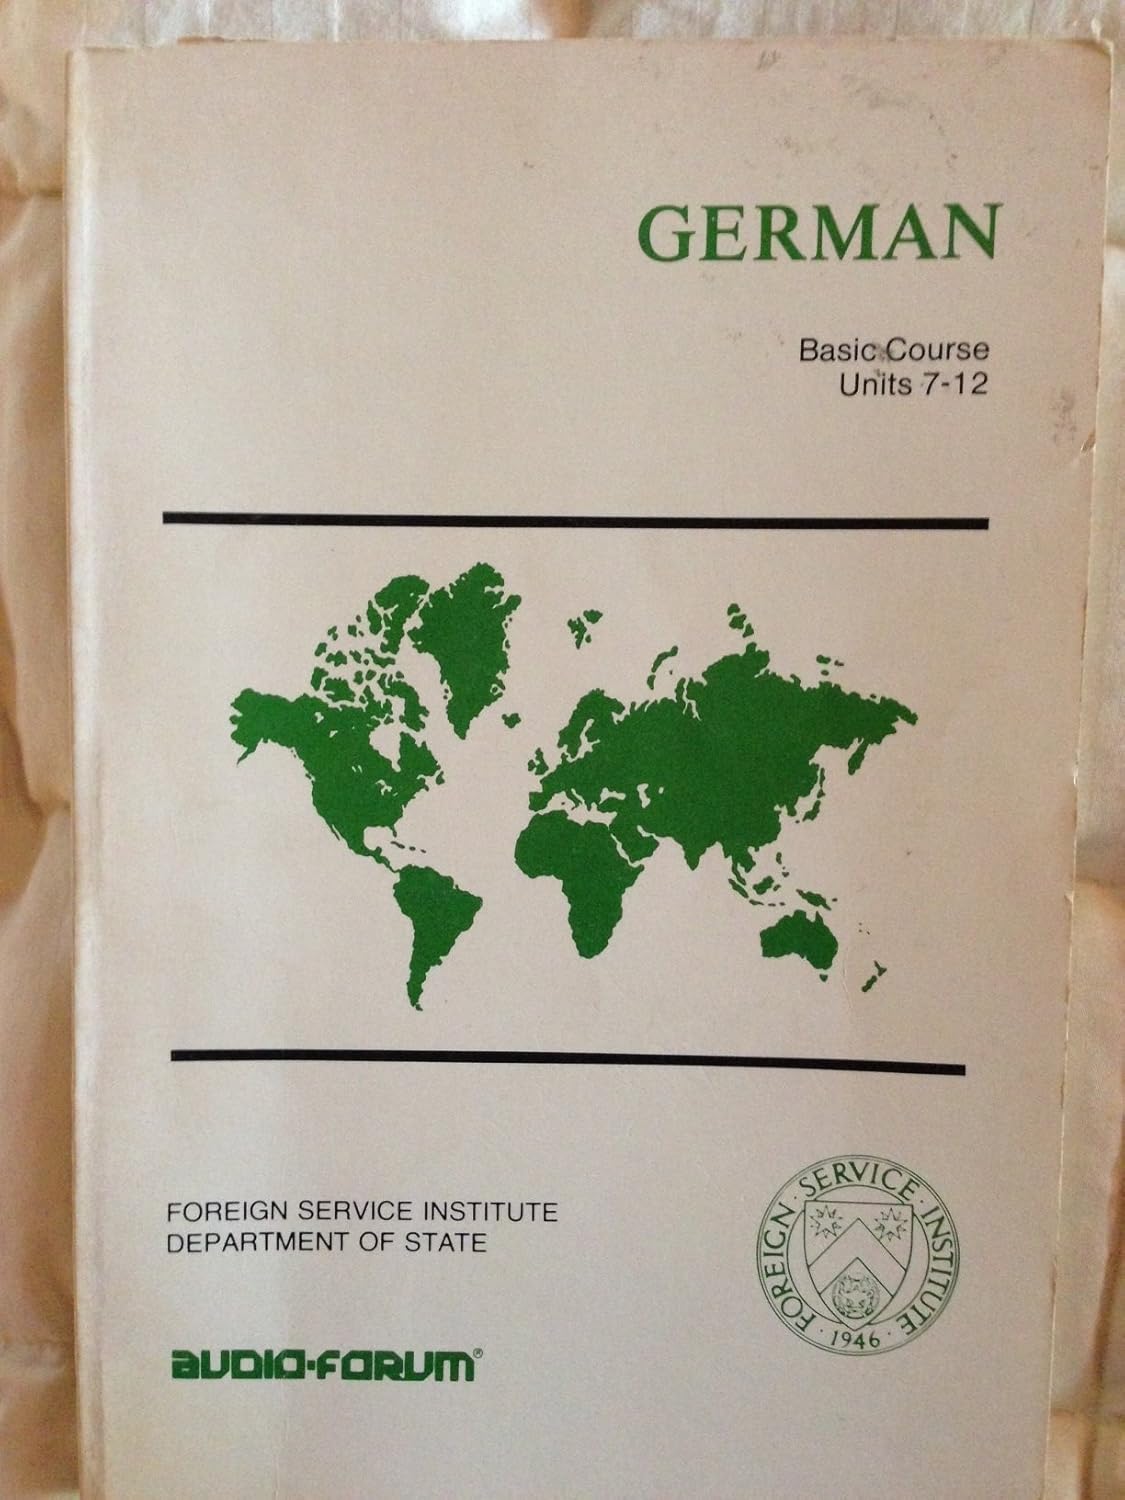 GERMAN
Basic Course
Units 7-12
FOREIGN SERVICE INSTITUTE
DEPARTMENT OF STATE
FOREIGN · SERVICE · INSTITUTE
· 1946 ·
AUDIO·FORUM®